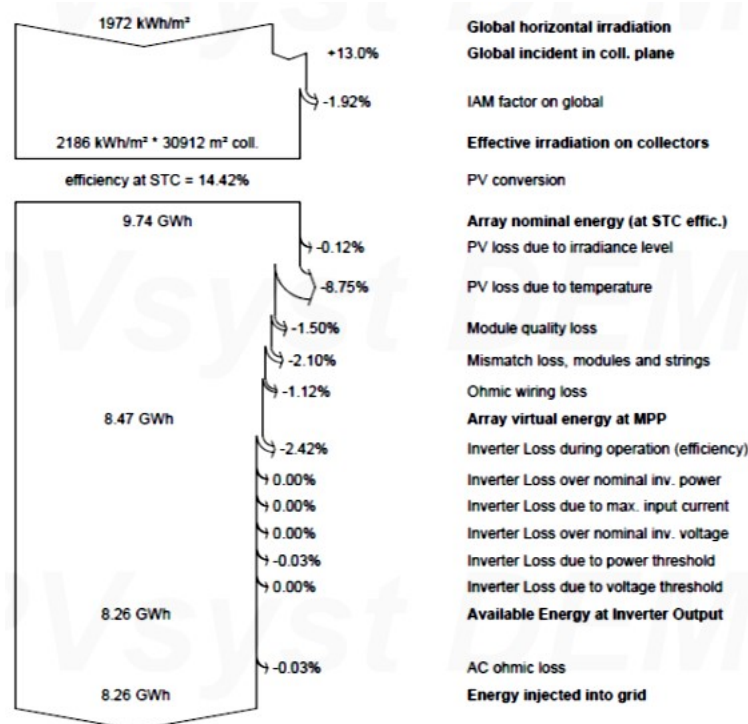 1972 kWh/m² Global horizontal irradiation
+13.0% Global incident in coll. plane
-1.92% IAM factor on global
2186 kWh/m² * 30912 m² coll. Effective irradiation on collectors
efficiency at STC = 14.42% PV conversion
9.74 GWh Array nominal energy (at STC effic.)
-0.12% PV loss due to irradiance level
-8.75% PV loss due to temperature
-1.50% Module quality loss
-2.10% Mismatch loss, modules and strings
-1.12% Ohmic wiring loss
8.47 GWh Array virtual energy at MPP
-2.42% Inverter Loss during operation (efficiency)
0.00% Inverter Loss over nominal inv. power
0.00% Inverter Loss due to max. input current
0.00% Inverter Loss over nominal inv. voltage
-0.03% Inverter Loss due to power threshold
0.00% Inverter Loss due to voltage threshold
8.26 GWh Available Energy at Inverter Output
-0.03% AC ohmic loss
8.26 GWh Energy injected into grid
PVsyst DEM
PVsyst DEM